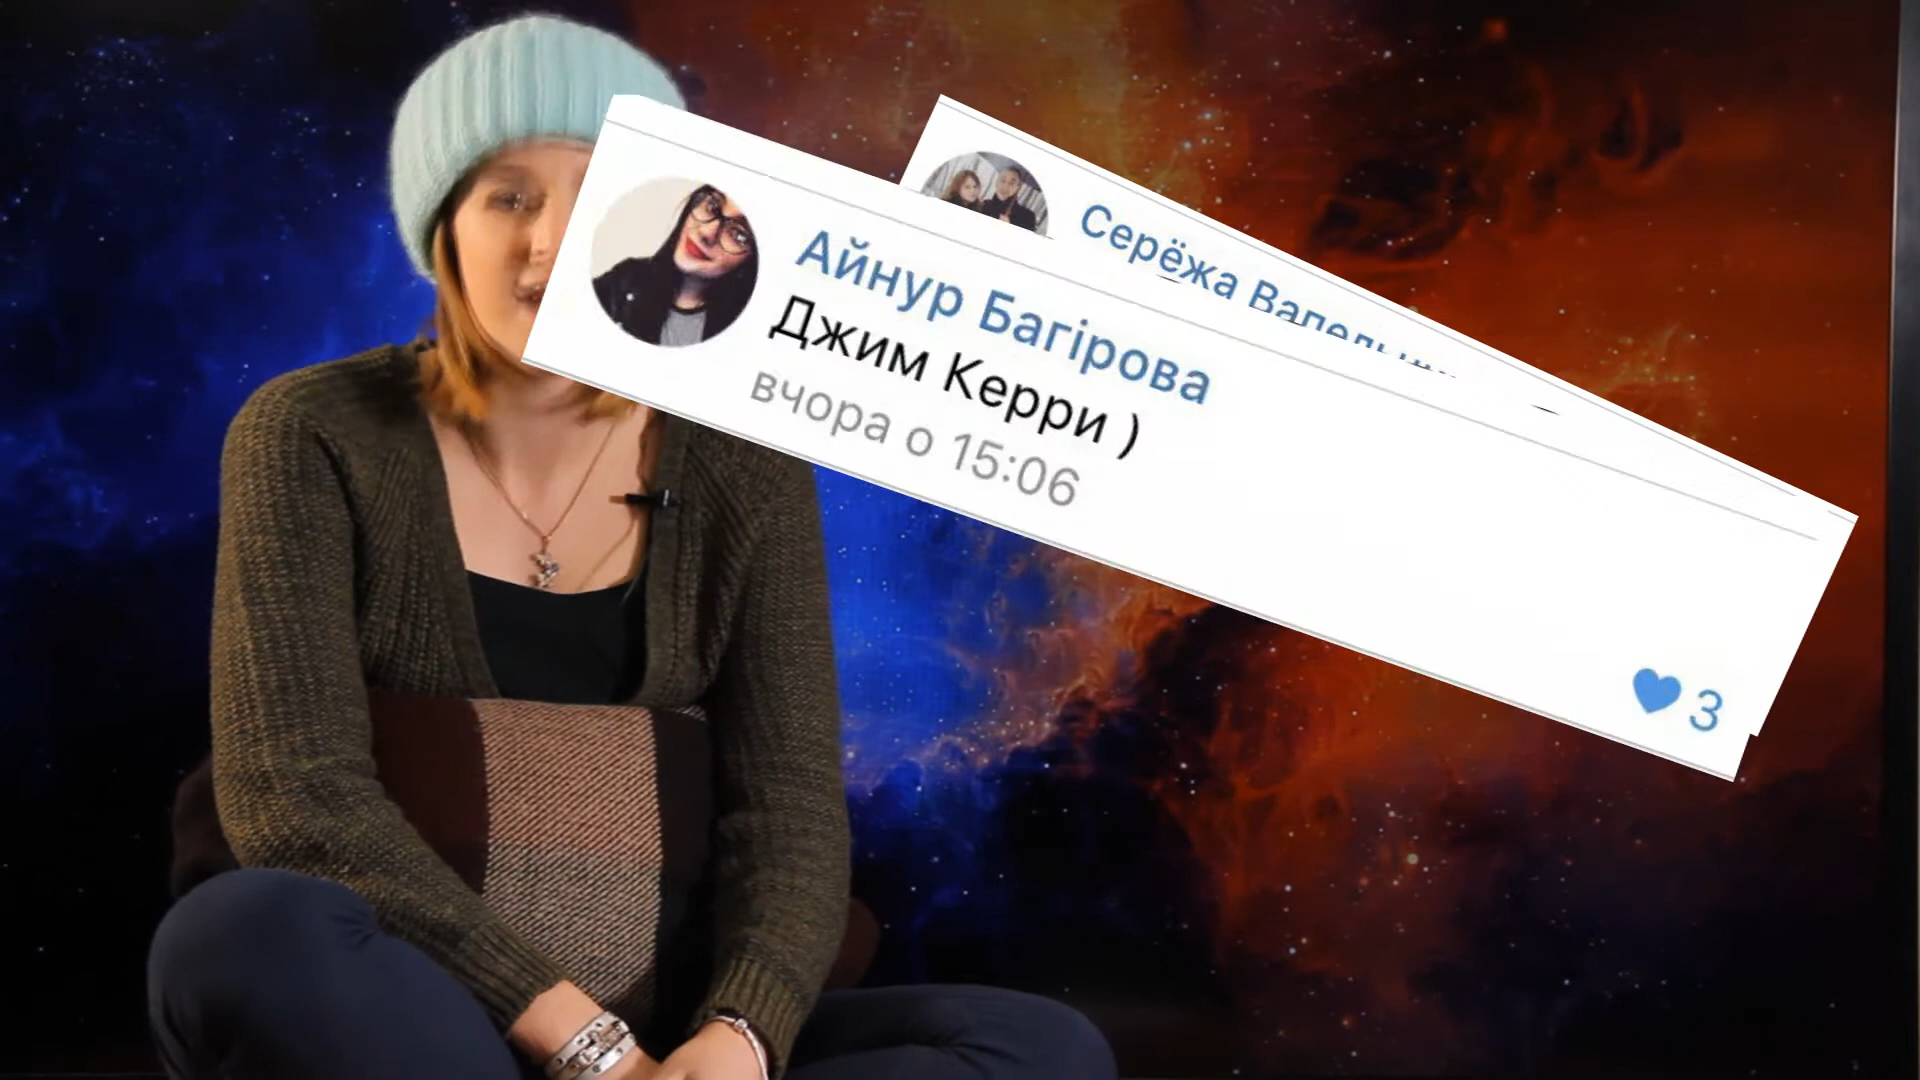 Серёжа
Айнур Багірова
Джим Керри )
вчора о 15:06
3